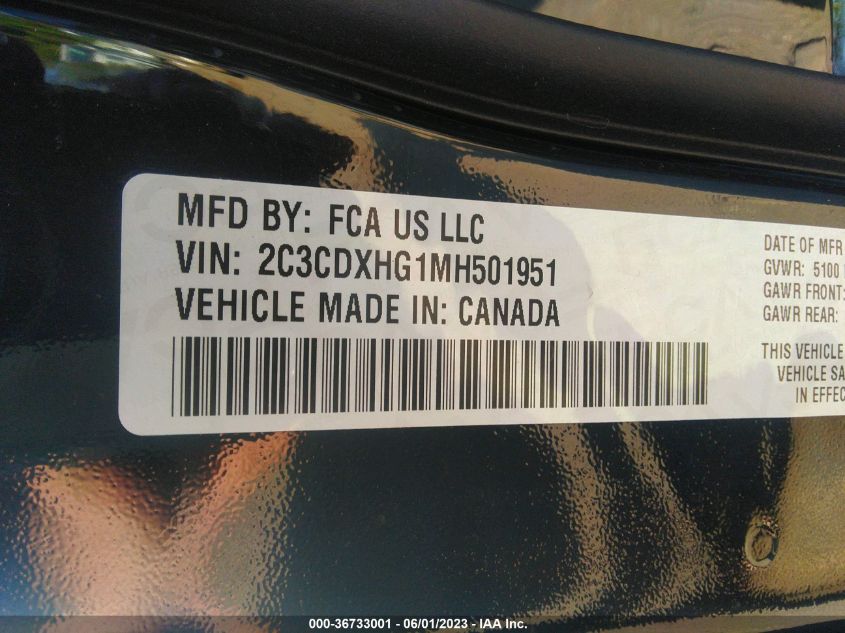 MFD BY: FCA US LLC
VIN: 2C3CDXHG1MH501951
VEHICLE MADE IN: CANADA
DATE OF MFR
GVWR: 5100
GAWR FRONT:
GAWR REAR:
THIS VEHICLE
VEHICLE SA
IN EFFEC
000-36733001 - 06/01/2023 - IAA Inc.